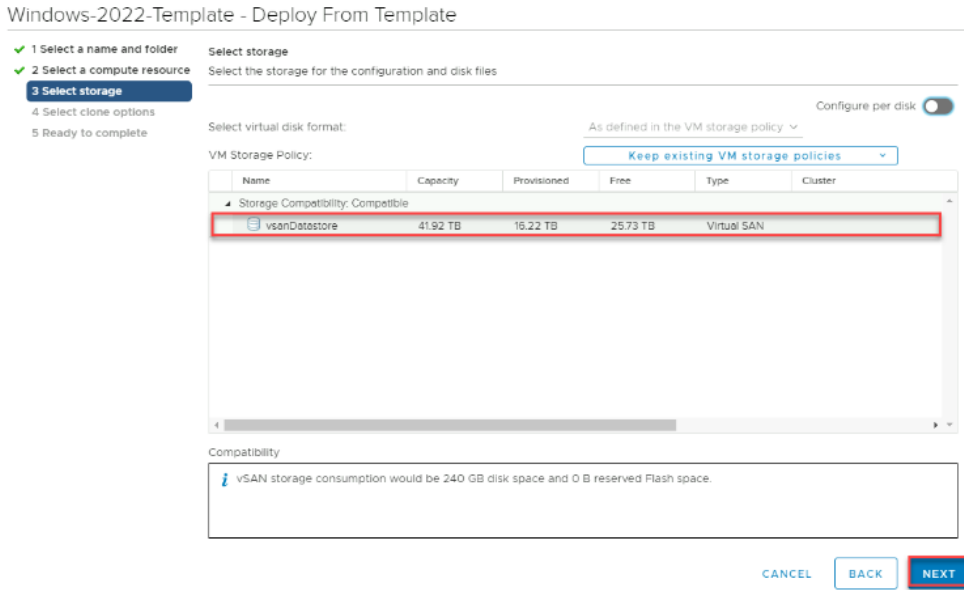 Windows-2022-Template - Deploy From Template
1 Select a name and folder
2 Select a compute resource
3 Select storage
4 Select clone options
5 Ready to complete
Select storage
Select the storage for the configuration and disk files
Configure per disk
Select virtual disk format: As defined in the VM storage policy
VM Storage Policy: Keep existing VM storage policies
Name Capacity Provisioned Free Type Cluster
Storage Compatibility: Compatible
vsanDatastore 41.92 TB 16.22 TB 25.73 TB Virtual SAN
Compatibility
vSAN storage consumption would be 240 GB disk space and 0 B reserved Flash space.
CANCEL BACK NEXT